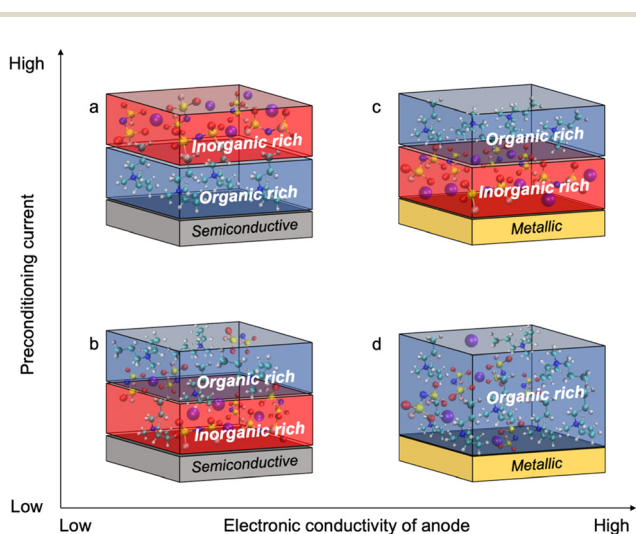 High
a
Inorganic rich
Organic rich
Semiconductive
c
Organic rich
Inorganic rich
Metallic
Preconditioning current
b
Organic rich
Inorganic rich
Semiconductive
d
Organic rich
Metallic
Low
Low
Electronic conductivity of anode
High